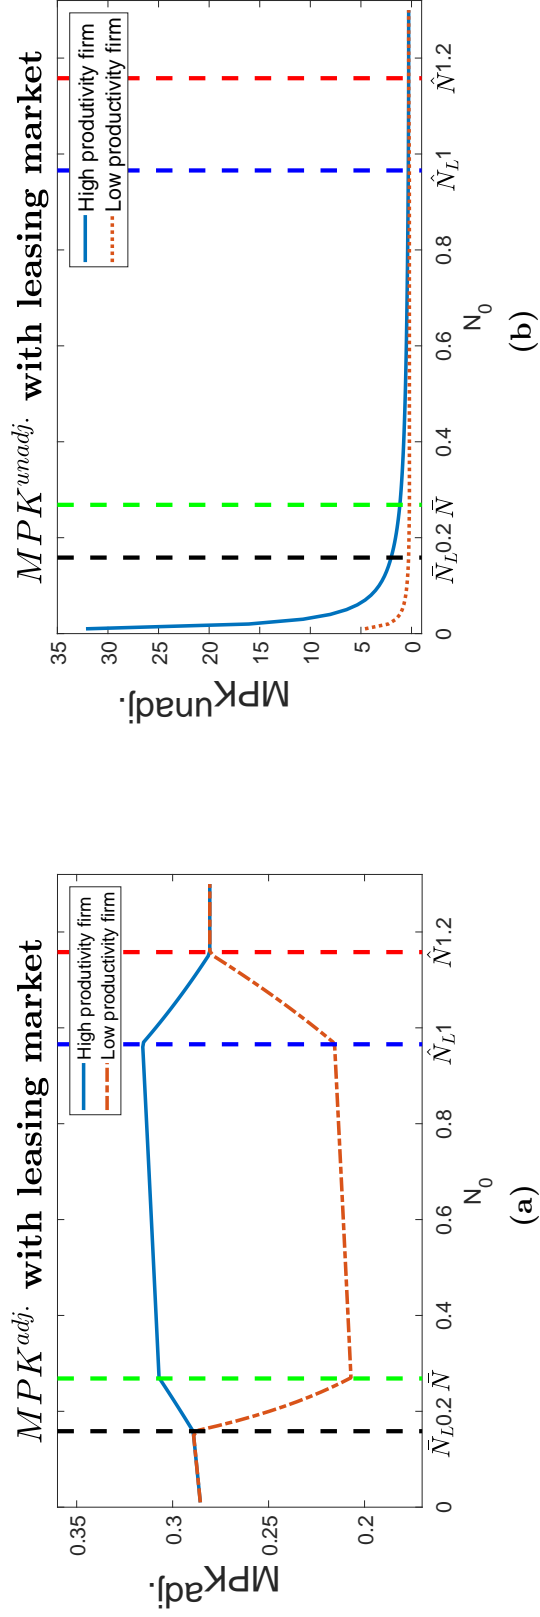 MPK^{adj.} with leasing market
High produtivity firm
Low productivity firm
MPK^{adj.}
0.35
0.3
0.25
0.2
0 N̄_L 0.2 N̄ 0.4 0.6 0.8 N̂_L 1 N̂ 1.2
N_0
(a)
MPK^{unadj.} with leasing market
High produtivity firm
Low productivity firm
MPK^{unadj.}
35
30
25
20
15
10
5
0
0 N̄_L 0.2 N̄ 0.4 0.6 0.8 N̂_L 1 N̂ 1.2
N_0
(b)